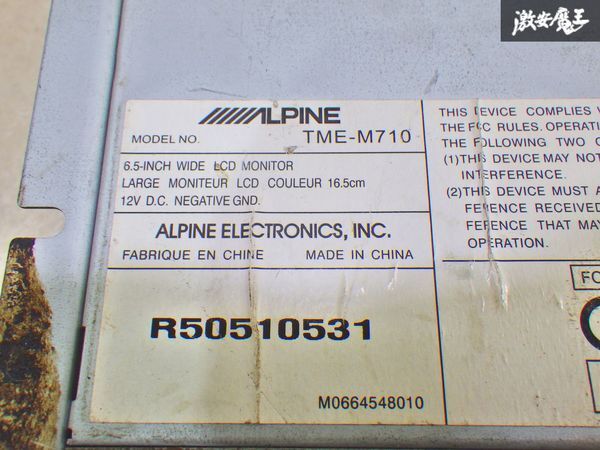 激安魔王
ALPINE
MODEL NO. TME-M710
6.5-INCH WIDE LCD MONITOR
LARGE MONITEUR LCD COULEUR 16.5cm
12V D.C. NEGATIVE GND.
ALPINE ELECTRONICS, INC.
FABRIQUE EN CHINE MADE IN CHINA
R50510531
M0664548010
THIS DEVICE COMPLIES
THE FCC RULES. OPERATI
THE FOLLOWING TWO C
(1)THIS DEVICE MAY NOT
INTERFERENCE.
(2)THIS DEVICE MUST A
FERENCE RECEIVED
FERENCE THAT MAY
OPERATION.
FC